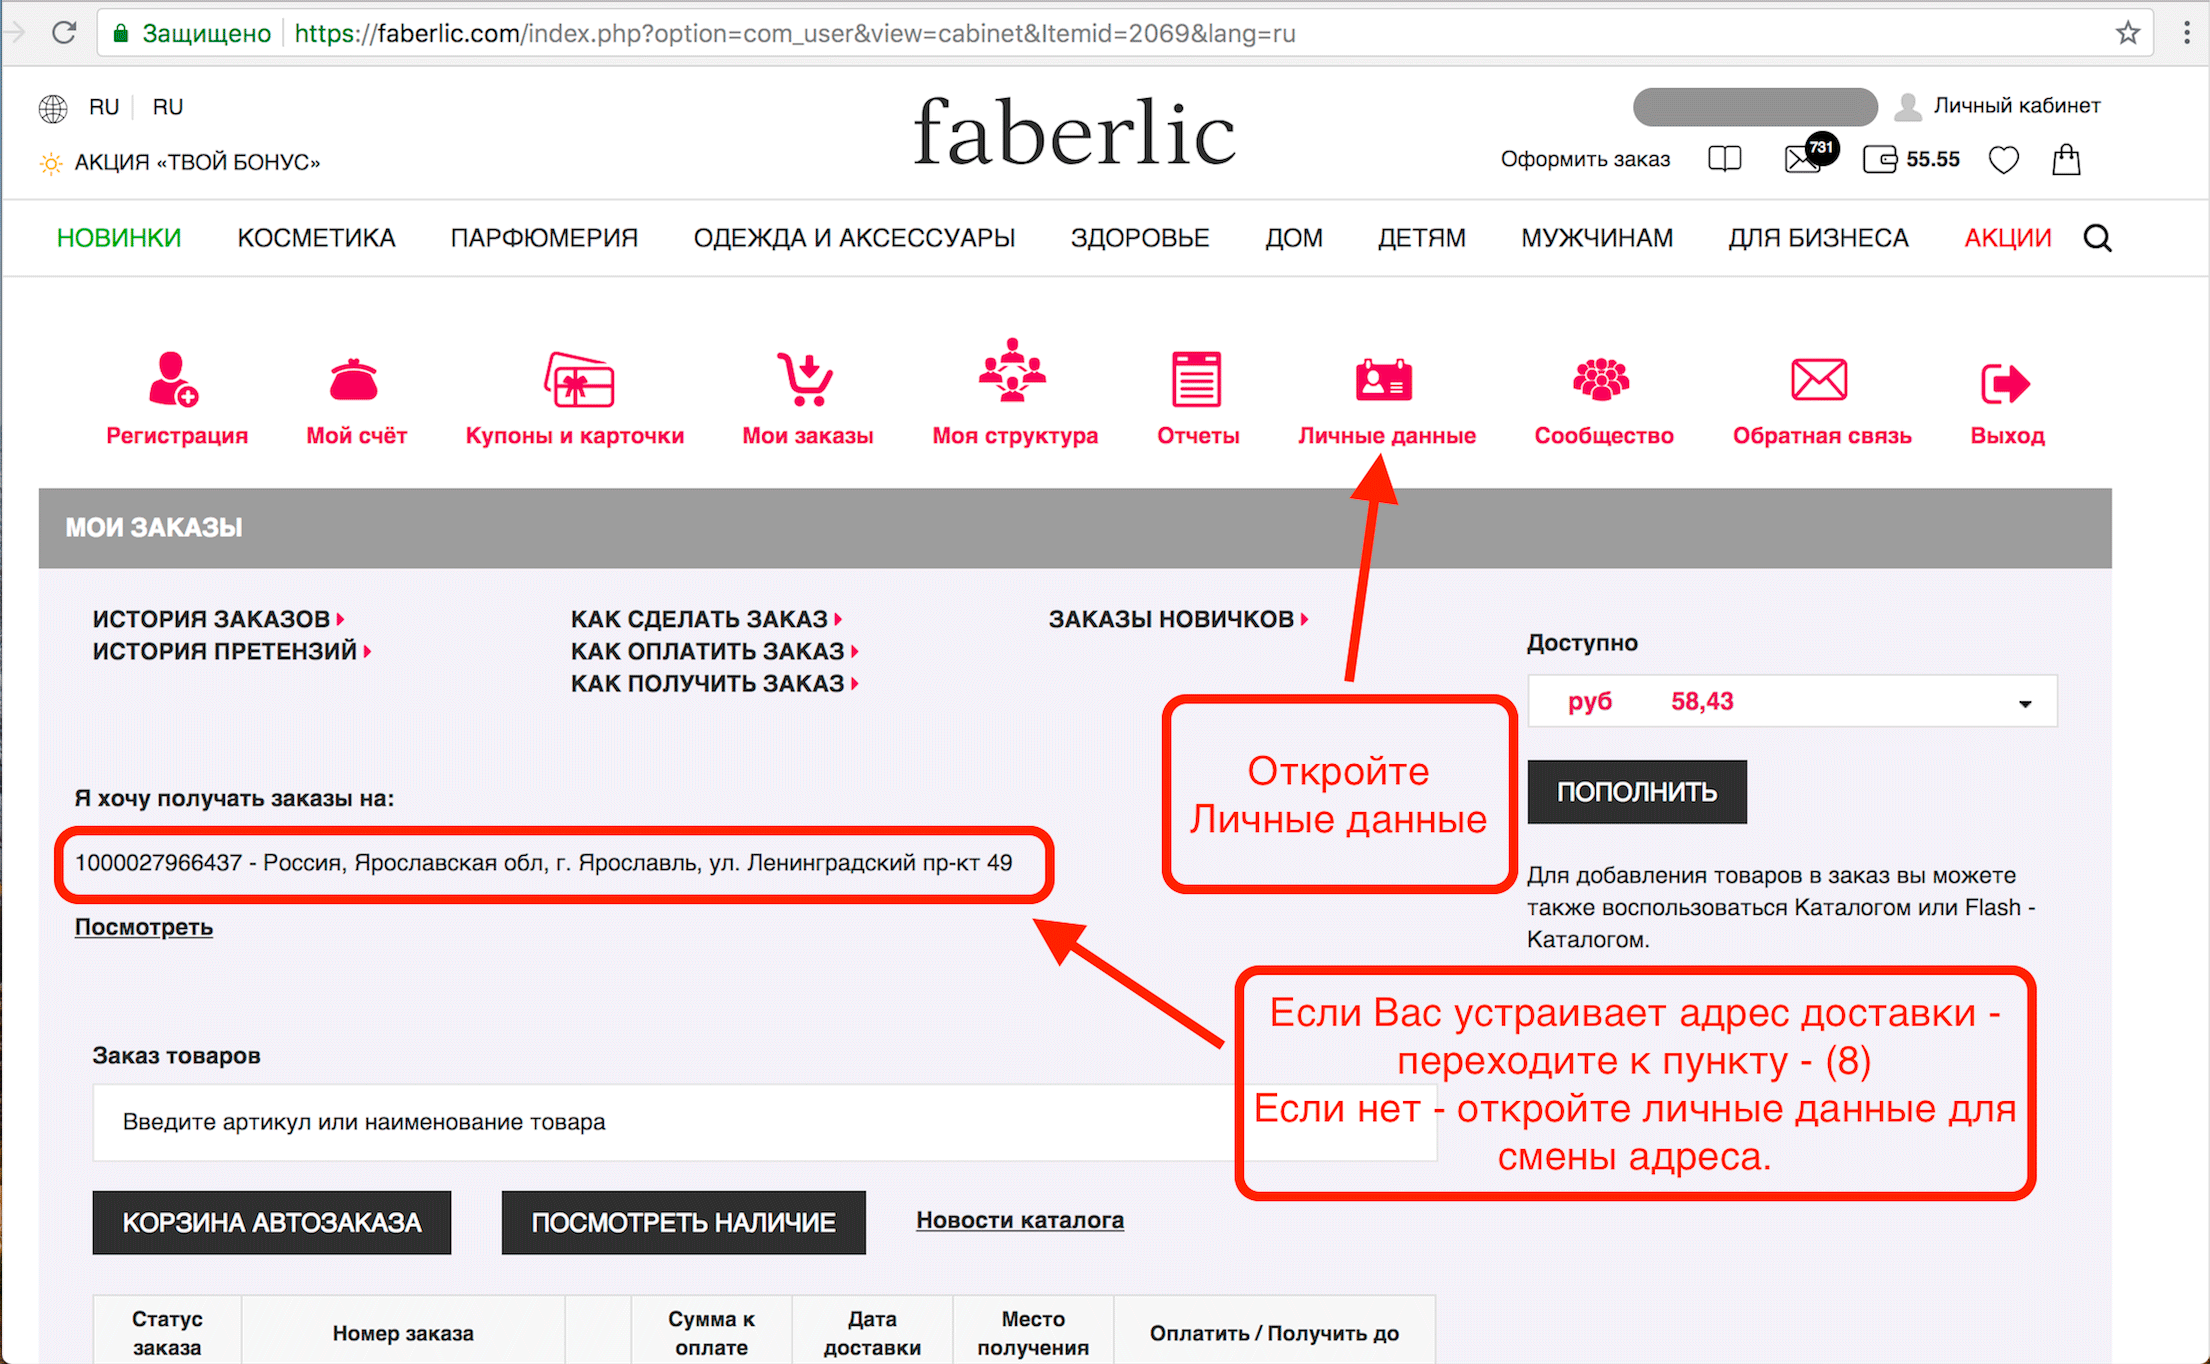 Защищено https://faberlic.com/index.php?option=com_user&view=cabinet&Itemid=2069&lang=ru
RU RU
faberlic
Личный кабинет
АКЦИЯ «ТВОЙ БОНУС»
Оформить заказ 731 55.55
НОВИНКИ КОСМЕТИКА ПАРФЮМЕРИЯ ОДЕЖДА И АКСЕССУАРЫ ЗДОРОВЬЕ ДОМ ДЕТЯМ МУЖЧИНАМ ДЛЯ БИЗНЕСА АКЦИИ
Регистрация Мой счёт Купоны и карточки Мои заказы Моя структура Отчеты Личные данные Сообщество Обратная связь Выход
МОИ ЗАКАЗЫ
ИСТОРИЯ ЗАКАЗОВ
ИСТОРИЯ ПРЕТЕНЗИЙ
КАК СДЕЛАТЬ ЗАКАЗ
КАК ОПЛАТИТЬ ЗАКАЗ
КАК ПОЛУЧИТЬ ЗАКАЗ
ЗАКАЗЫ НОВИЧКОВ
Доступно
руб 58,43
ПОПОЛНИТЬ
Для добавления товаров в заказ вы можете
также воспользоваться Каталогом или Flash -
Каталогом.
Откройте
Личные данные
Я хочу получать заказы на:
1000027966437 - Россия, Ярославская обл, г. Ярославль, ул. Ленинградский пр-кт 49
Посмотреть
Если Вас устраивает адрес доставки -
переходите к пункту - (8)
Если нет - откройте личные данные для
смены адреса.
Заказ товаров
Введите артикул или наименование товара
КОРЗИНА АВТОЗАКАЗА ПОСМОТРЕТЬ НАЛИЧИЕ Новости каталога
Статус
заказа
Номер заказа
Сумма к
оплате
Дата
доставки
Место
получения
Оплатить / Получить до